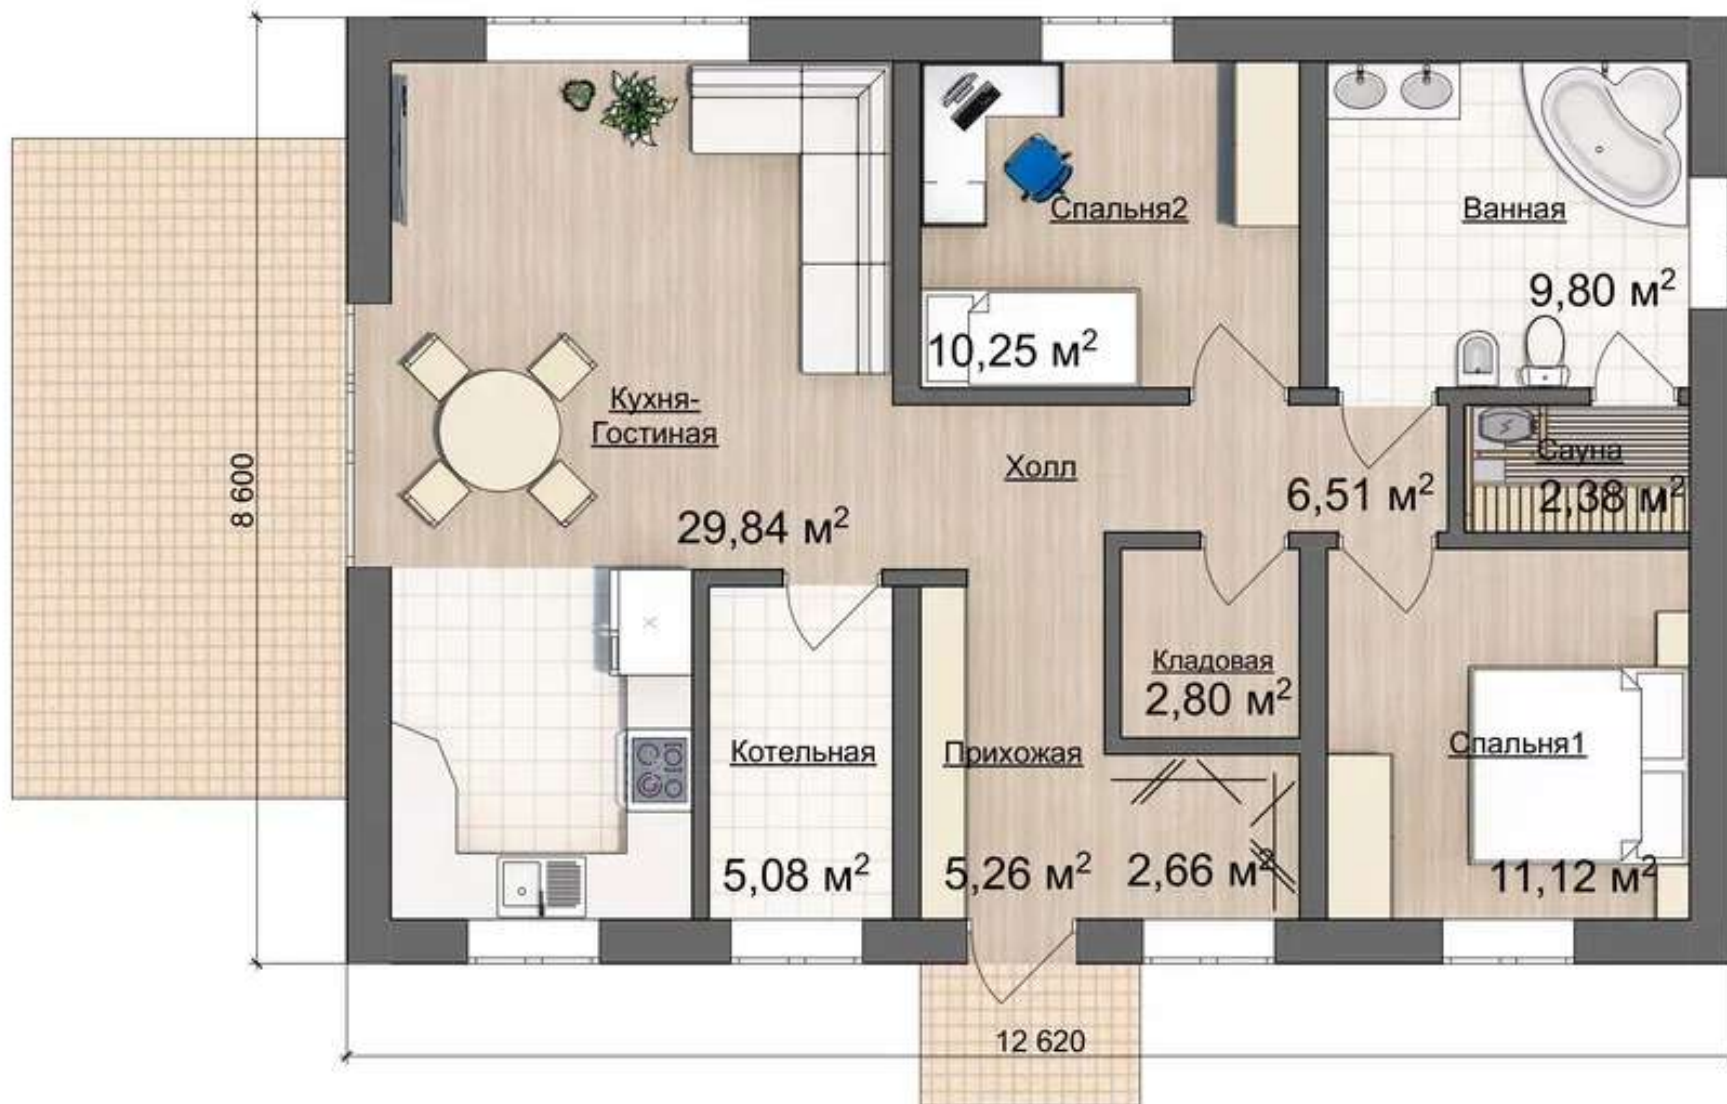 Спальня2
Ванная
9,80 м²
10,25 м²
Кухня-
Гостиная
8 600
Холл
Сауна
6,51 м²
2,38 м²
29,84 м²
Кладовая
2,80 м²
Котельная
Прихожая
Спальня1
5,08 м²
5,26 м²
2,66 м²
11,12 м²
12 620